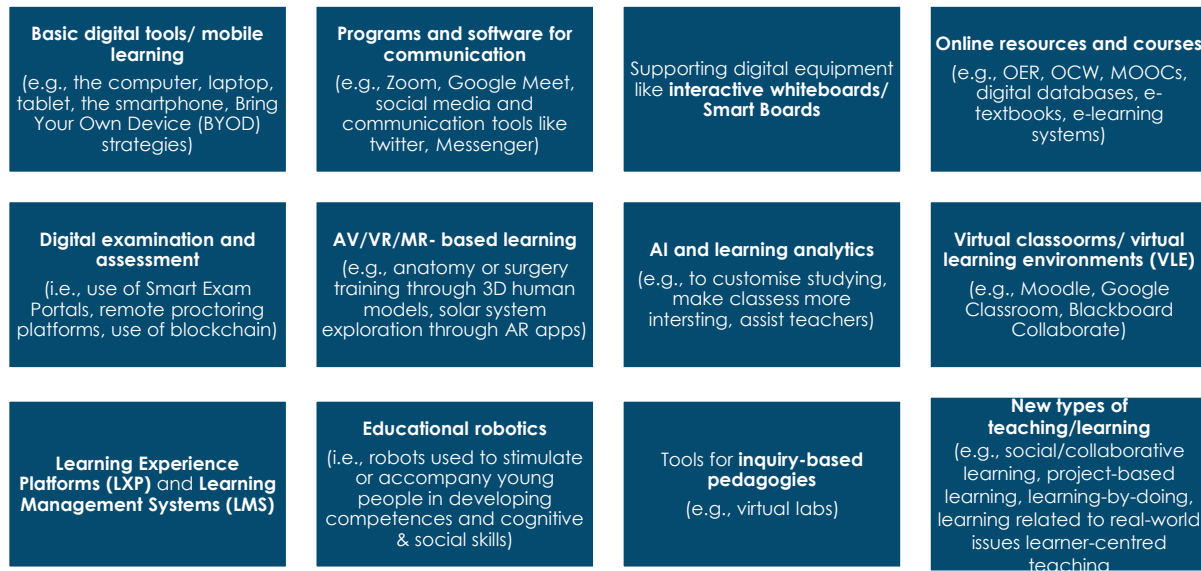 Basic digital tools/ mobile
learning
(e.g., the computer, laptop,
tablet, the smartphone, Bring
Your Own Device (BYOD)
strategies)
Programs and software for
communication
(e.g., Zoom, Google Meet,
social media and
communication tools like
twitter, Messenger)
Supporting digital equipment
like interactive whiteboards/
Smart Boards
Online resources and courses
(e.g., OER, OCW, MOOCs,
digital databases, e-
textbooks, e-learning
systems)
Digital examination and
assessment
(i.e., use of Smart Exam
Portals, remote proctoring
platforms, use of blockchain)
AV/VR/MR- based learning
(e.g., anatomy or surgery
training through 3D human
models, solar system
exploration through AR apps)
AI and learning analytics
(e.g., to customise studying,
make classess more
intersting, assist teachers)
Virtual classoorms/ virtual
learning environments (VLE)
(e.g., Moodle, Google
Classroom, Blackboard
Collaborate)
Learning Experience
Platforms (LXP) and Learning
Management Systems (LMS)
Educational robotics
(i.e., robots used to stimulate
or accompany young
people in developing
competences and cognitive
& social skills)
Tools for inquiry-based
pedagogies
(e.g., virtual labs)
New types of
teaching/learning
(e.g., social/collaborative
learning, project-based
learning, learning-by-doing,
learning related to real-world
issues learner-centred
teaching